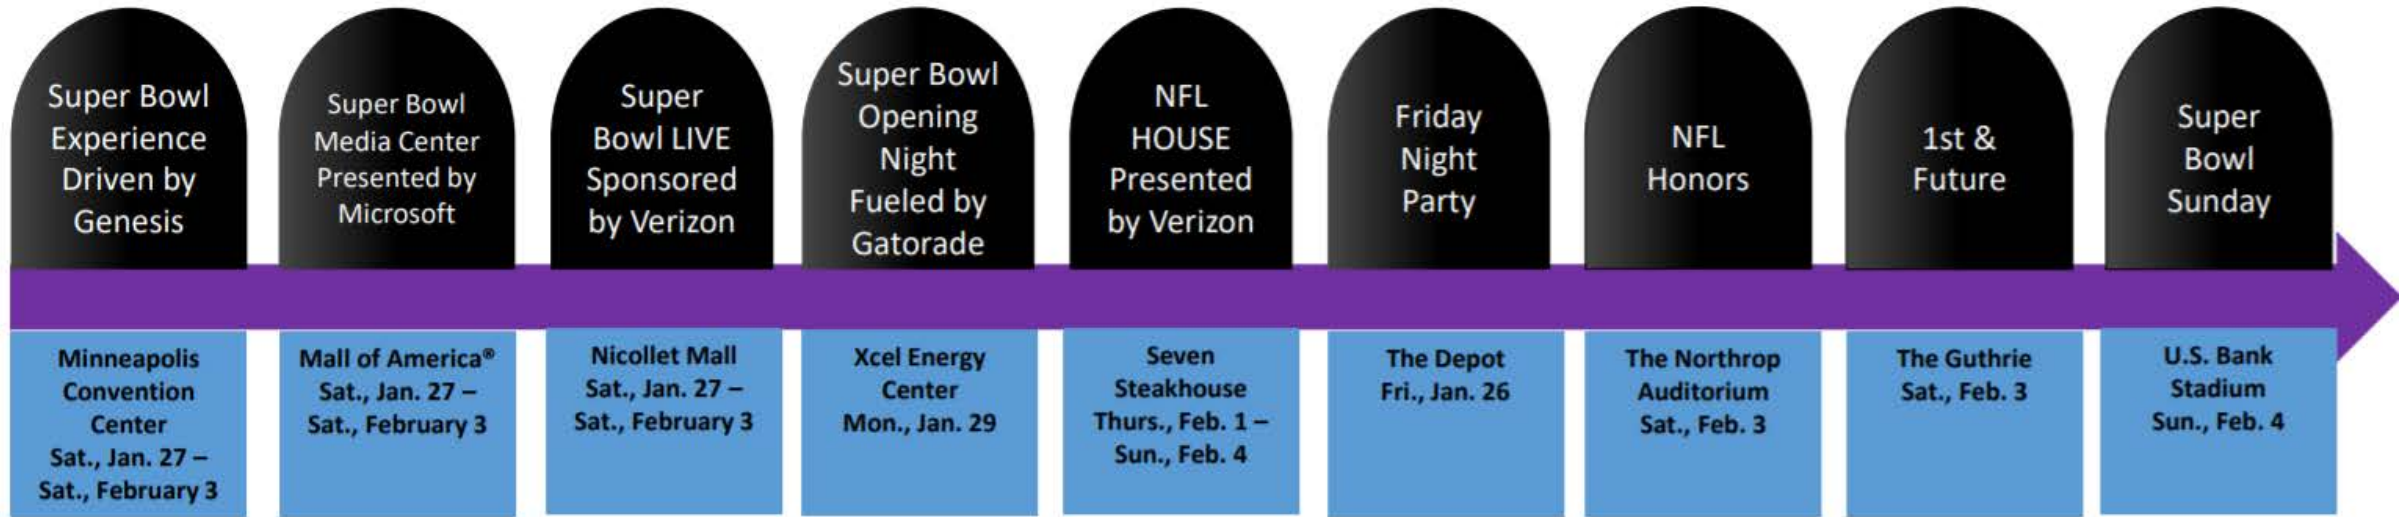 Super Bowl
Experience
Driven by
Genesis
Super Bowl
Media Center
Presented by
Microsoft
Super
Bowl LIVE
Sponsored
by Verizon
Super Bowl
Opening
Night
Fueled by
Gatorade
NFL
HOUSE
Presented
by Verizon
Friday
Night
Party
NFL
Honors
1st &
Future
Super
Bowl
Sunday
Minneapolis
Convention
Center
Sat., Jan. 27 –
Sat., February 3
Mall of America®
Sat., Jan. 27 –
Sat., February 3
Nicollet Mall
Sat., Jan. 27 –
Sat., February 3
Xcel Energy
Center
Mon., Jan. 29
Seven
Steakhouse
Thurs., Feb. 1 –
Sun., Feb. 4
The Depot
Fri., Jan. 26
The Northrop
Auditorium
Sat., Feb. 3
The Guthrie
Sat., Feb. 3
U.S. Bank
Stadium
Sun., Feb. 4